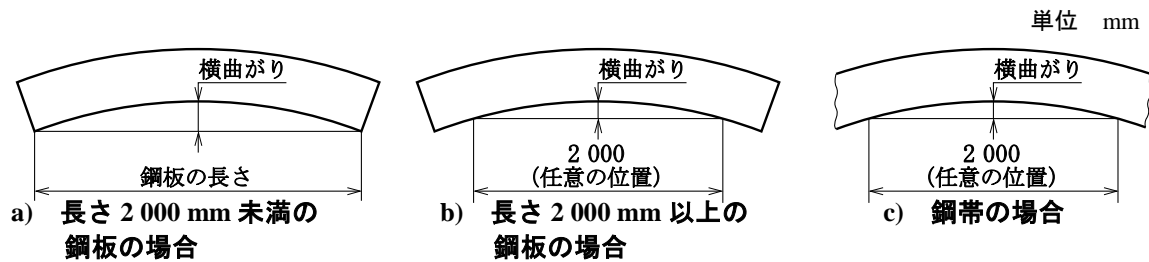 単位 mm
横曲がり
鋼板の長さ
a) 長さ 2 000 mm 未満の
鋼板の場合
横曲がり
2 000
(任意の位置)
b) 長さ 2 000 mm 以上の
鋼板の場合
横曲がり
2 000
(任意の位置)
c) 鋼帯の場合